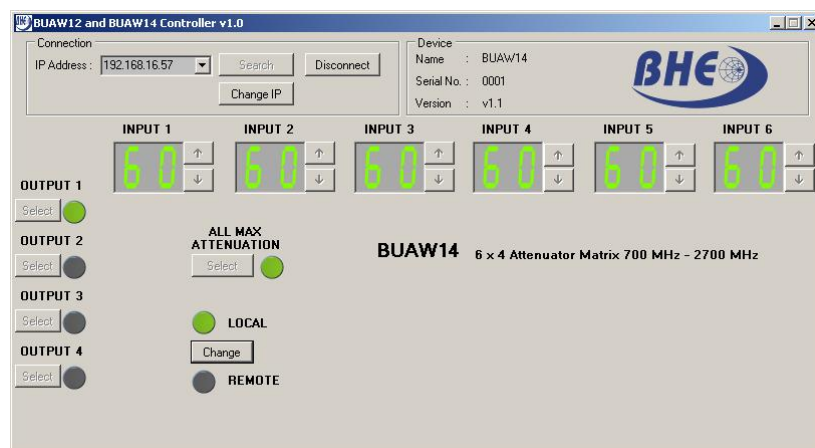 BUAW12 and BUAW14 Controller v1.0
Connection
IP Address : 192.168.16.57 Search Disconnect
Change IP
Device
Name : BUAW14
Serial No. : 0001
Version : v1.1
BHE
INPUT 1 INPUT 2 INPUT 3 INPUT 4 INPUT 5 INPUT 6
60 60 60 60 60 60
OUTPUT 1
Select
OUTPUT 2
Select
OUTPUT 3
Select
OUTPUT 4
Select
ALL MAX
ATTENUATION
Select
LOCAL
Change
REMOTE
BUAW14 6 x 4 Attenuator Matrix 700 MHz - 2700 MHz